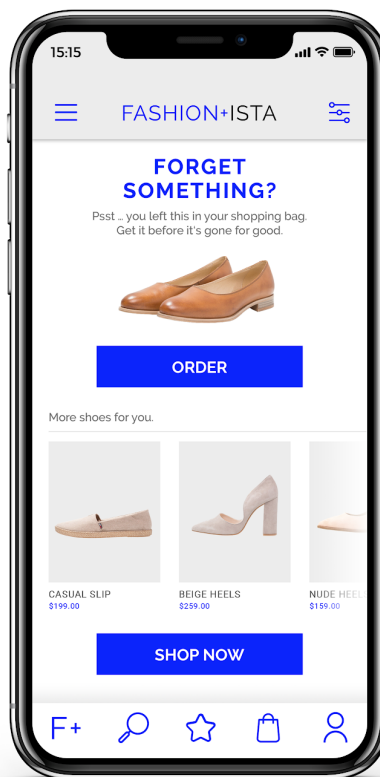 15:15
FASHION+ISTA
FORGET
SOMETHING?
Psst ... you left this in your shopping bag.
Get it before it's gone for good.
ORDER
More shoes for you.
CASUAL SLIP
$199.00
BEIGE HEELS
$259.00
NUDE HEEL
$159.00
SHOP NOW
F+